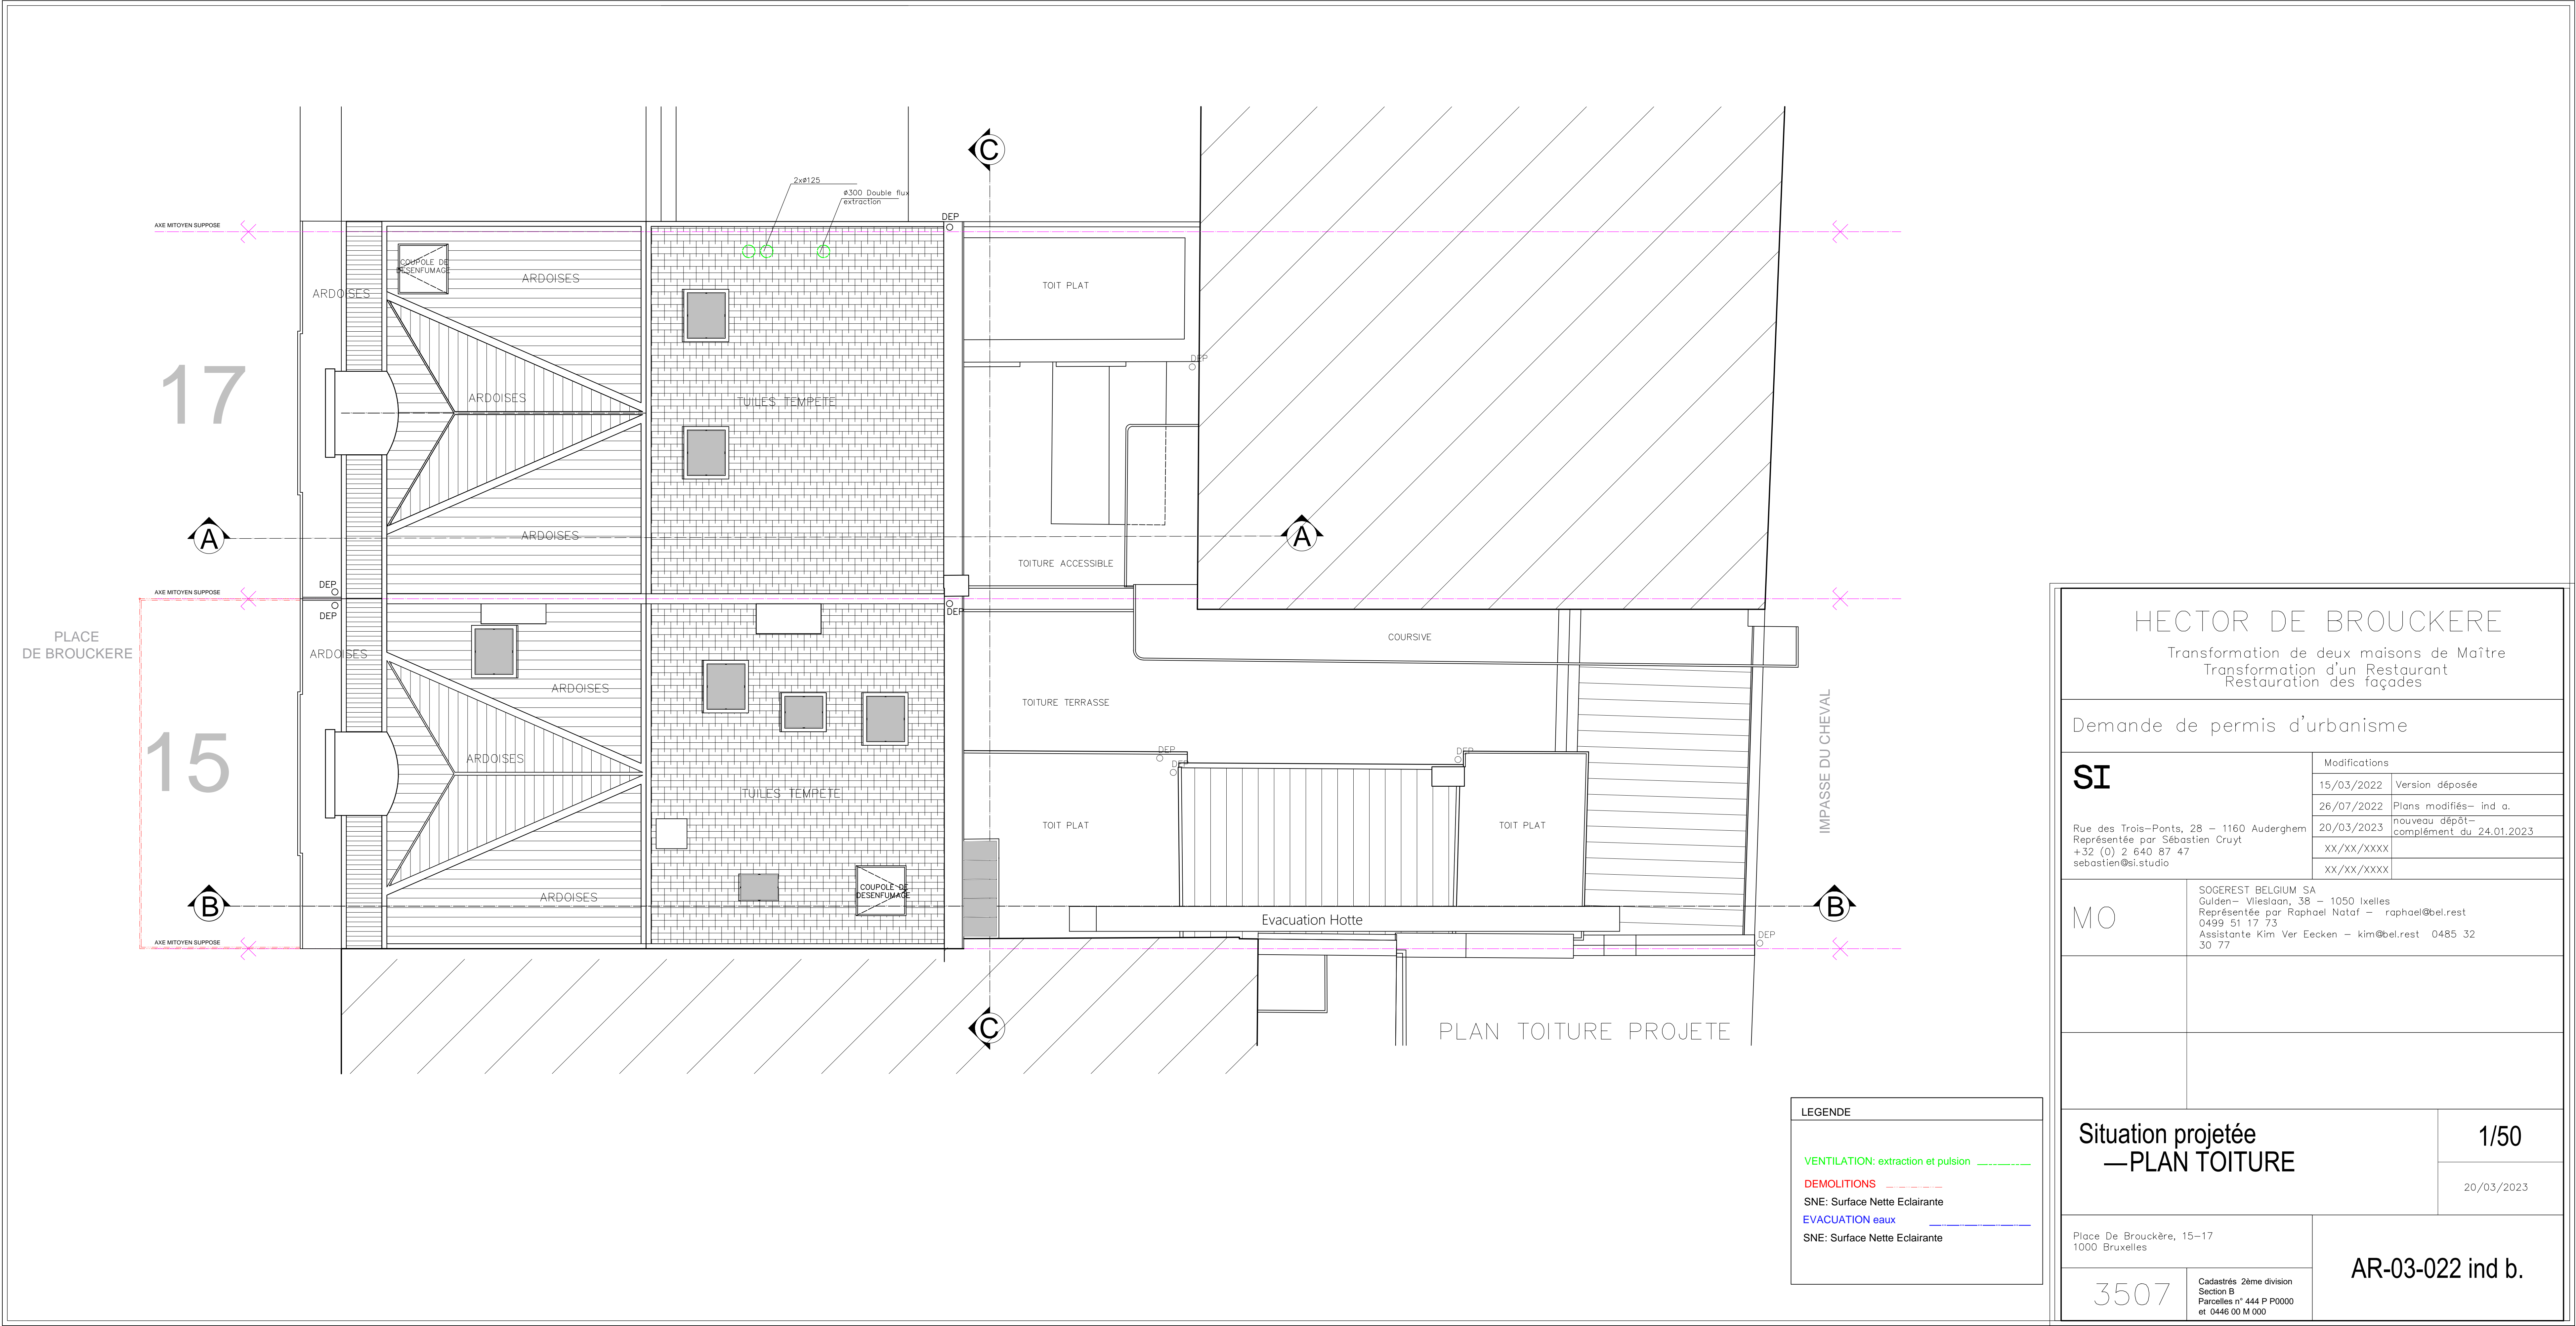 C
2xø125
ø300 Double flux
extraction
DEP
AXE MITOYEN SUPPOSE
COUPOLE DE
DESENFUMAGE
ARDOISES
ARDOISES
TOIT PLAT
DEP
17
ARDOISES
TUILES TEMPETE
A
ARDOISES
A
TOITURE ACCESSIBLE
DEP
AXE MITOYEN SUPPOSE
DEP
DEP
PLACE
DE BROUCKERE
COURSIVE
ARDOISES
ARDOISES
TOITURE TERRASSE
IMPASSE DU CHEVAL
15
ARDOISES
DEP
DEP
DEP
TUILES TEMPETE
TOIT PLAT
TOIT PLAT
COUPOLE DE
DESENFUMAGE
ARDOISES
B
B
Evacuation Hotte
DEP
AXE MITOYEN SUPPOSE
C
PLAN TOITURE PROJETE
LEGENDE
VENTILATION: extraction et pulsion
DEMOLITIONS
SNE: Surface Nette Eclairante
EVACUATION eaux
SNE: Surface Nette Eclairante
HECTOR DE BROUCKERE
Transformation de deux maisons de Maître
Transformation d'un Restaurant
Restauration des façades
Demande de permis d'urbanisme
SI
Rue des Trois-Ponts, 28 - 1160 Auderghem
Représentée par Sébastien Cruyt
+32 (0) 2 640 87 47
sebastien@si.studio
Modifications
15/03/2022 Version déposée
26/07/2022 Plans modifiés- ind a.
20/03/2023 nouveau dépôt-
complément du 24.01.2023
XX/XX/XXXX
XX/XX/XXXX
MO
SOGEREST BELGIUM SA
Gulden- Vlieslaan, 38 - 1050 Ixelles
Représentée par Raphael Nataf - raphael@bel.rest
0499 51 17 73
Assistante Kim Ver Eecken - kim@bel.rest 0485 32
30 77
Situation projetée
—PLAN TOITURE
1/50
20/03/2023
Place De Brouckère, 15-17
1000 Bruxelles
3507
Cadastrés 2ème division
Section B
Parcelles n° 444 P P0000
et 0446 00 M 000
AR-03-022 ind b.